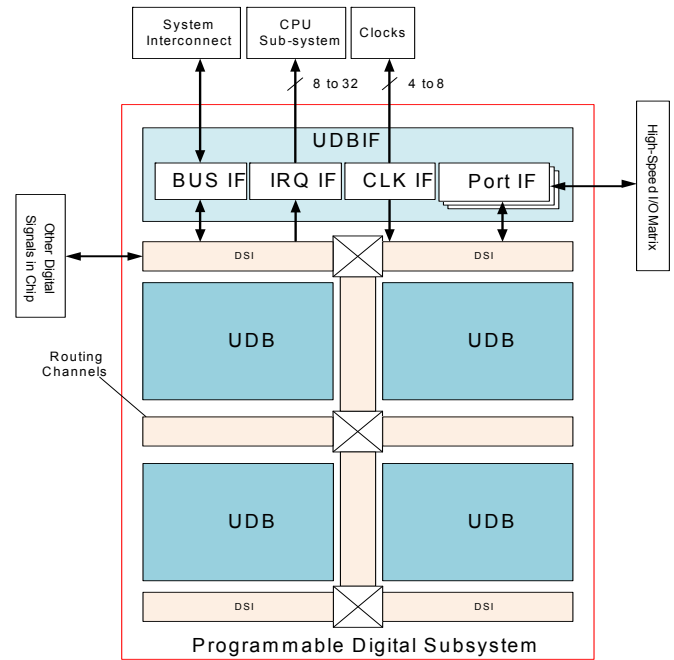 System
Interconnect
CPU
Sub-system
Clocks
8 to 32
4 to 8
High-Speed I/O Matrix
UDBIF
BUS IF
IRQ IF
CLK IF
Port IF
Other Digital
Signals in Chip
DSI
DSI
UDB
UDB
Routing
Channels
UDB
UDB
DSI
DSI
Programmable Digital Subsystem